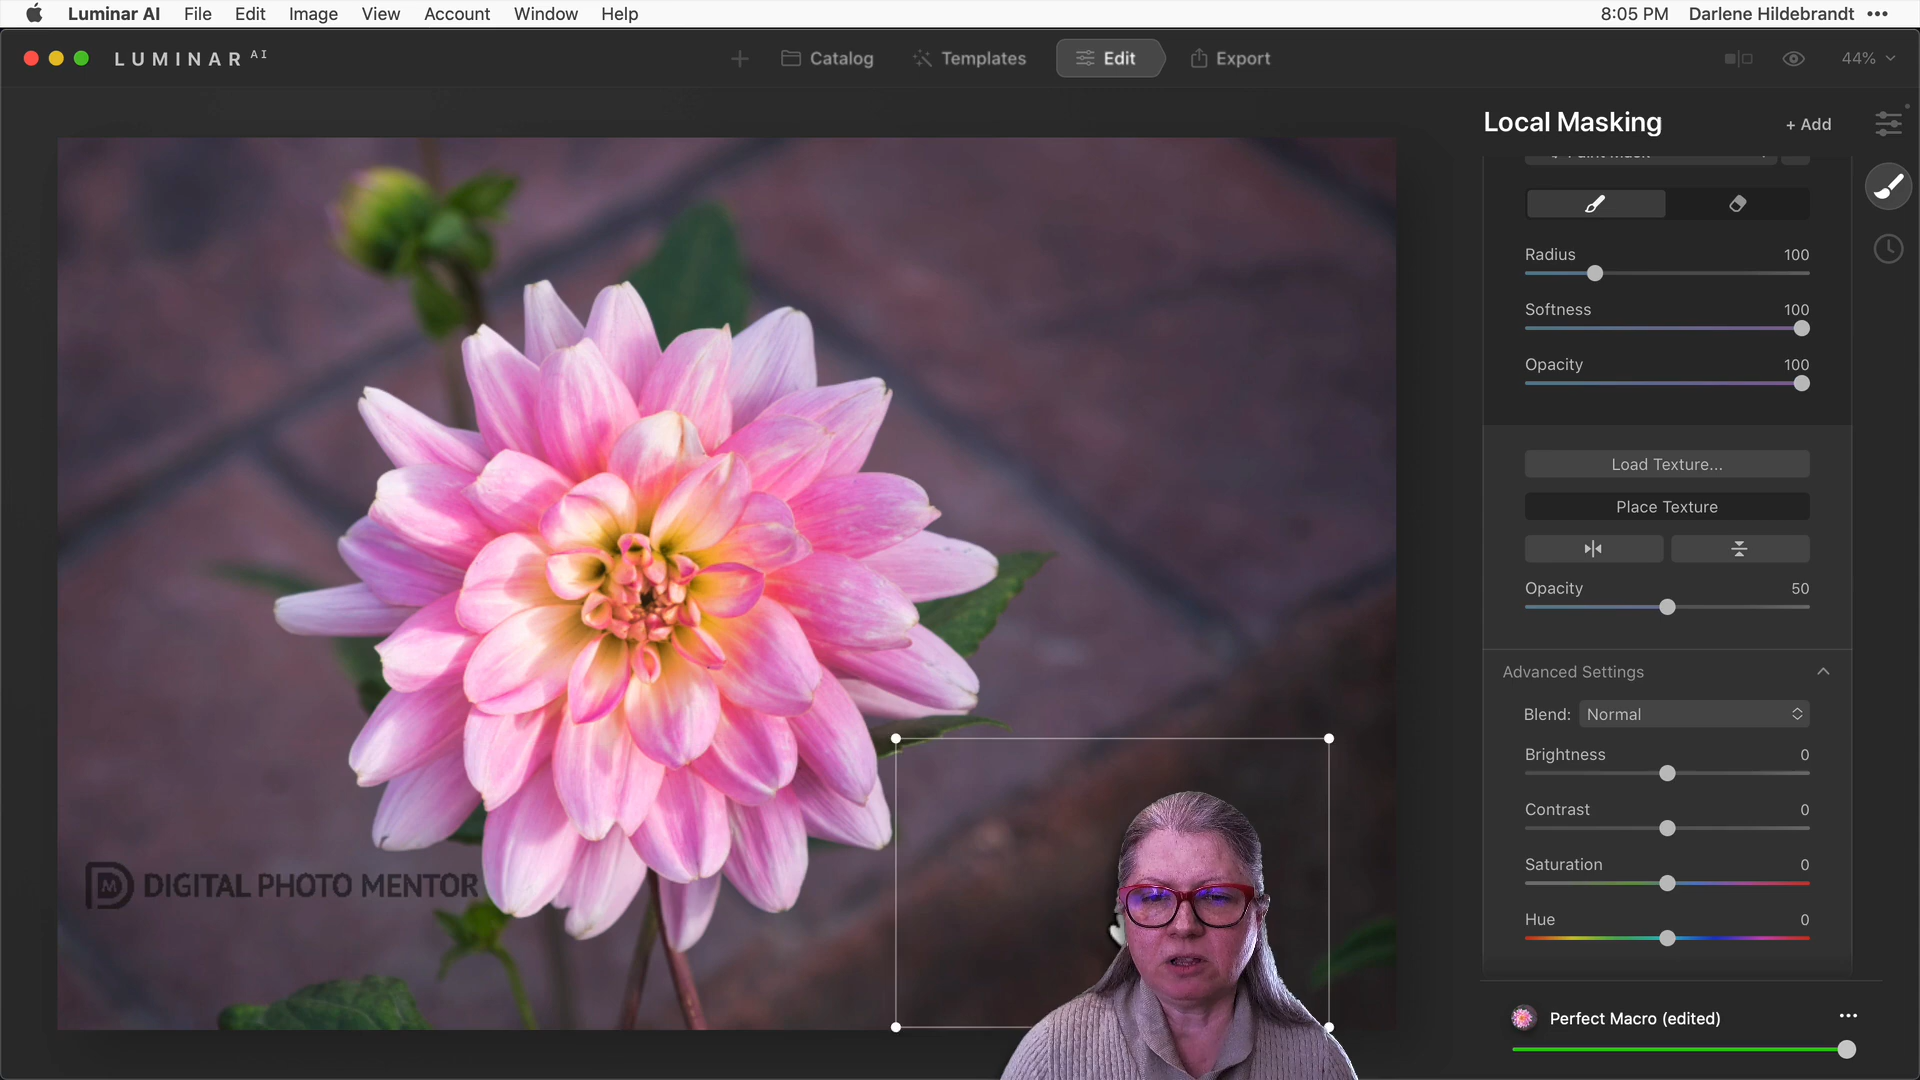 Luminar AI File Edit Image View Account Window Help 8:05 PM Darlene Hildebrandt
LUMINAR AI Catalog Templates Edit Export 44%
Local Masking + Add
Paint Mask
Radius 100
Softness 100
Opacity 100
Load Texture...
Place Texture
Opacity 50
Advanced Settings
Blend: Normal
Brightness 0
Contrast 0
Saturation 0
DIGITAL PHOTO MENTOR
Hue 0
Perfect Macro (edited)